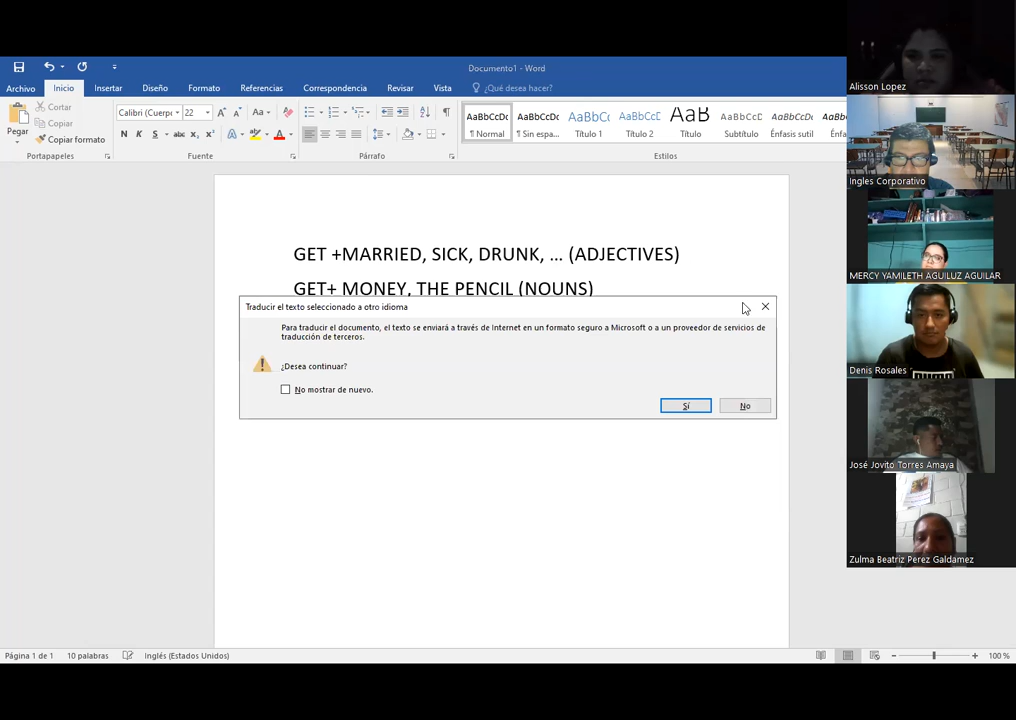 Documento1 - Word
Archivo Inicio Insertar Diseño Formato Referencias Correspondencia Revisar Vista ¿Qué desea hacer?
Pegar
Cortar
Copiar
Copiar formato
Portapapeles
Calibri (Cuerpo 22
Fuente
Párrafo
AaBbCcDc AaBbCcDc AaBbCc AaBbCcD AaB AaBbCcD AaBbCcDc AaBbCcDc
¶ Normal ¶ Sin espa... Título 1 Título 2 Título Subtítulo Énfasis sutil Énf
Estilos
GET +MARRIED, SICK, DRUNK, ... (ADJECTIVES)
GET+ MONEY, THE PENCIL (NOUNS)
Traducir el texto seleccionado a otro idioma
Para traducir el documento, el texto se enviará a través de Internet en un formato seguro a Microsoft o a un proveedor de servicios de
traducción de terceros.
¿Desea continuar?
No mostrar de nuevo.
Sí No
Página 1 de 1 10 palabras Inglés (Estados Unidos) 100 %
Alisson Lopez
Ingles Corporativo
MERCY YAMILETH AGUILUZ AGUILAR
Denis Rosales
José Jovito Torres Amaya
Zulma Beatriz Perez Galdamez